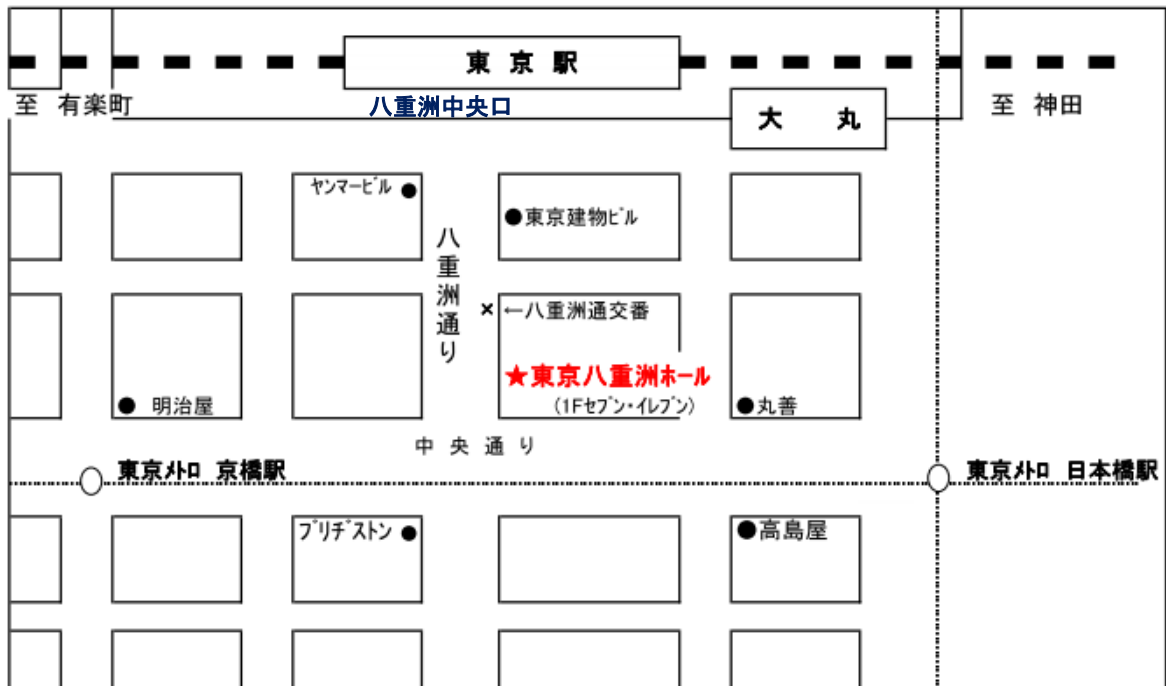 東 京 駅
至 有楽町
八重洲中央口
大 丸
至 神田
ﾔﾝﾏｰﾋﾞﾙ ●
●東京建物ﾋﾞﾙ
八重洲通り
×
←八重洲通交番
★東京八重洲ﾎｰﾙ
(1Fｾﾌﾞﾝ・ｲﾚﾌﾞﾝ)
● 明治屋
●丸善
中 央 通 り
東京ﾒﾄﾛ 京橋駅
東京ﾒﾄﾛ 日本橋駅
ﾌﾞﾘﾁﾞｽﾄﾝ ●
●高島屋